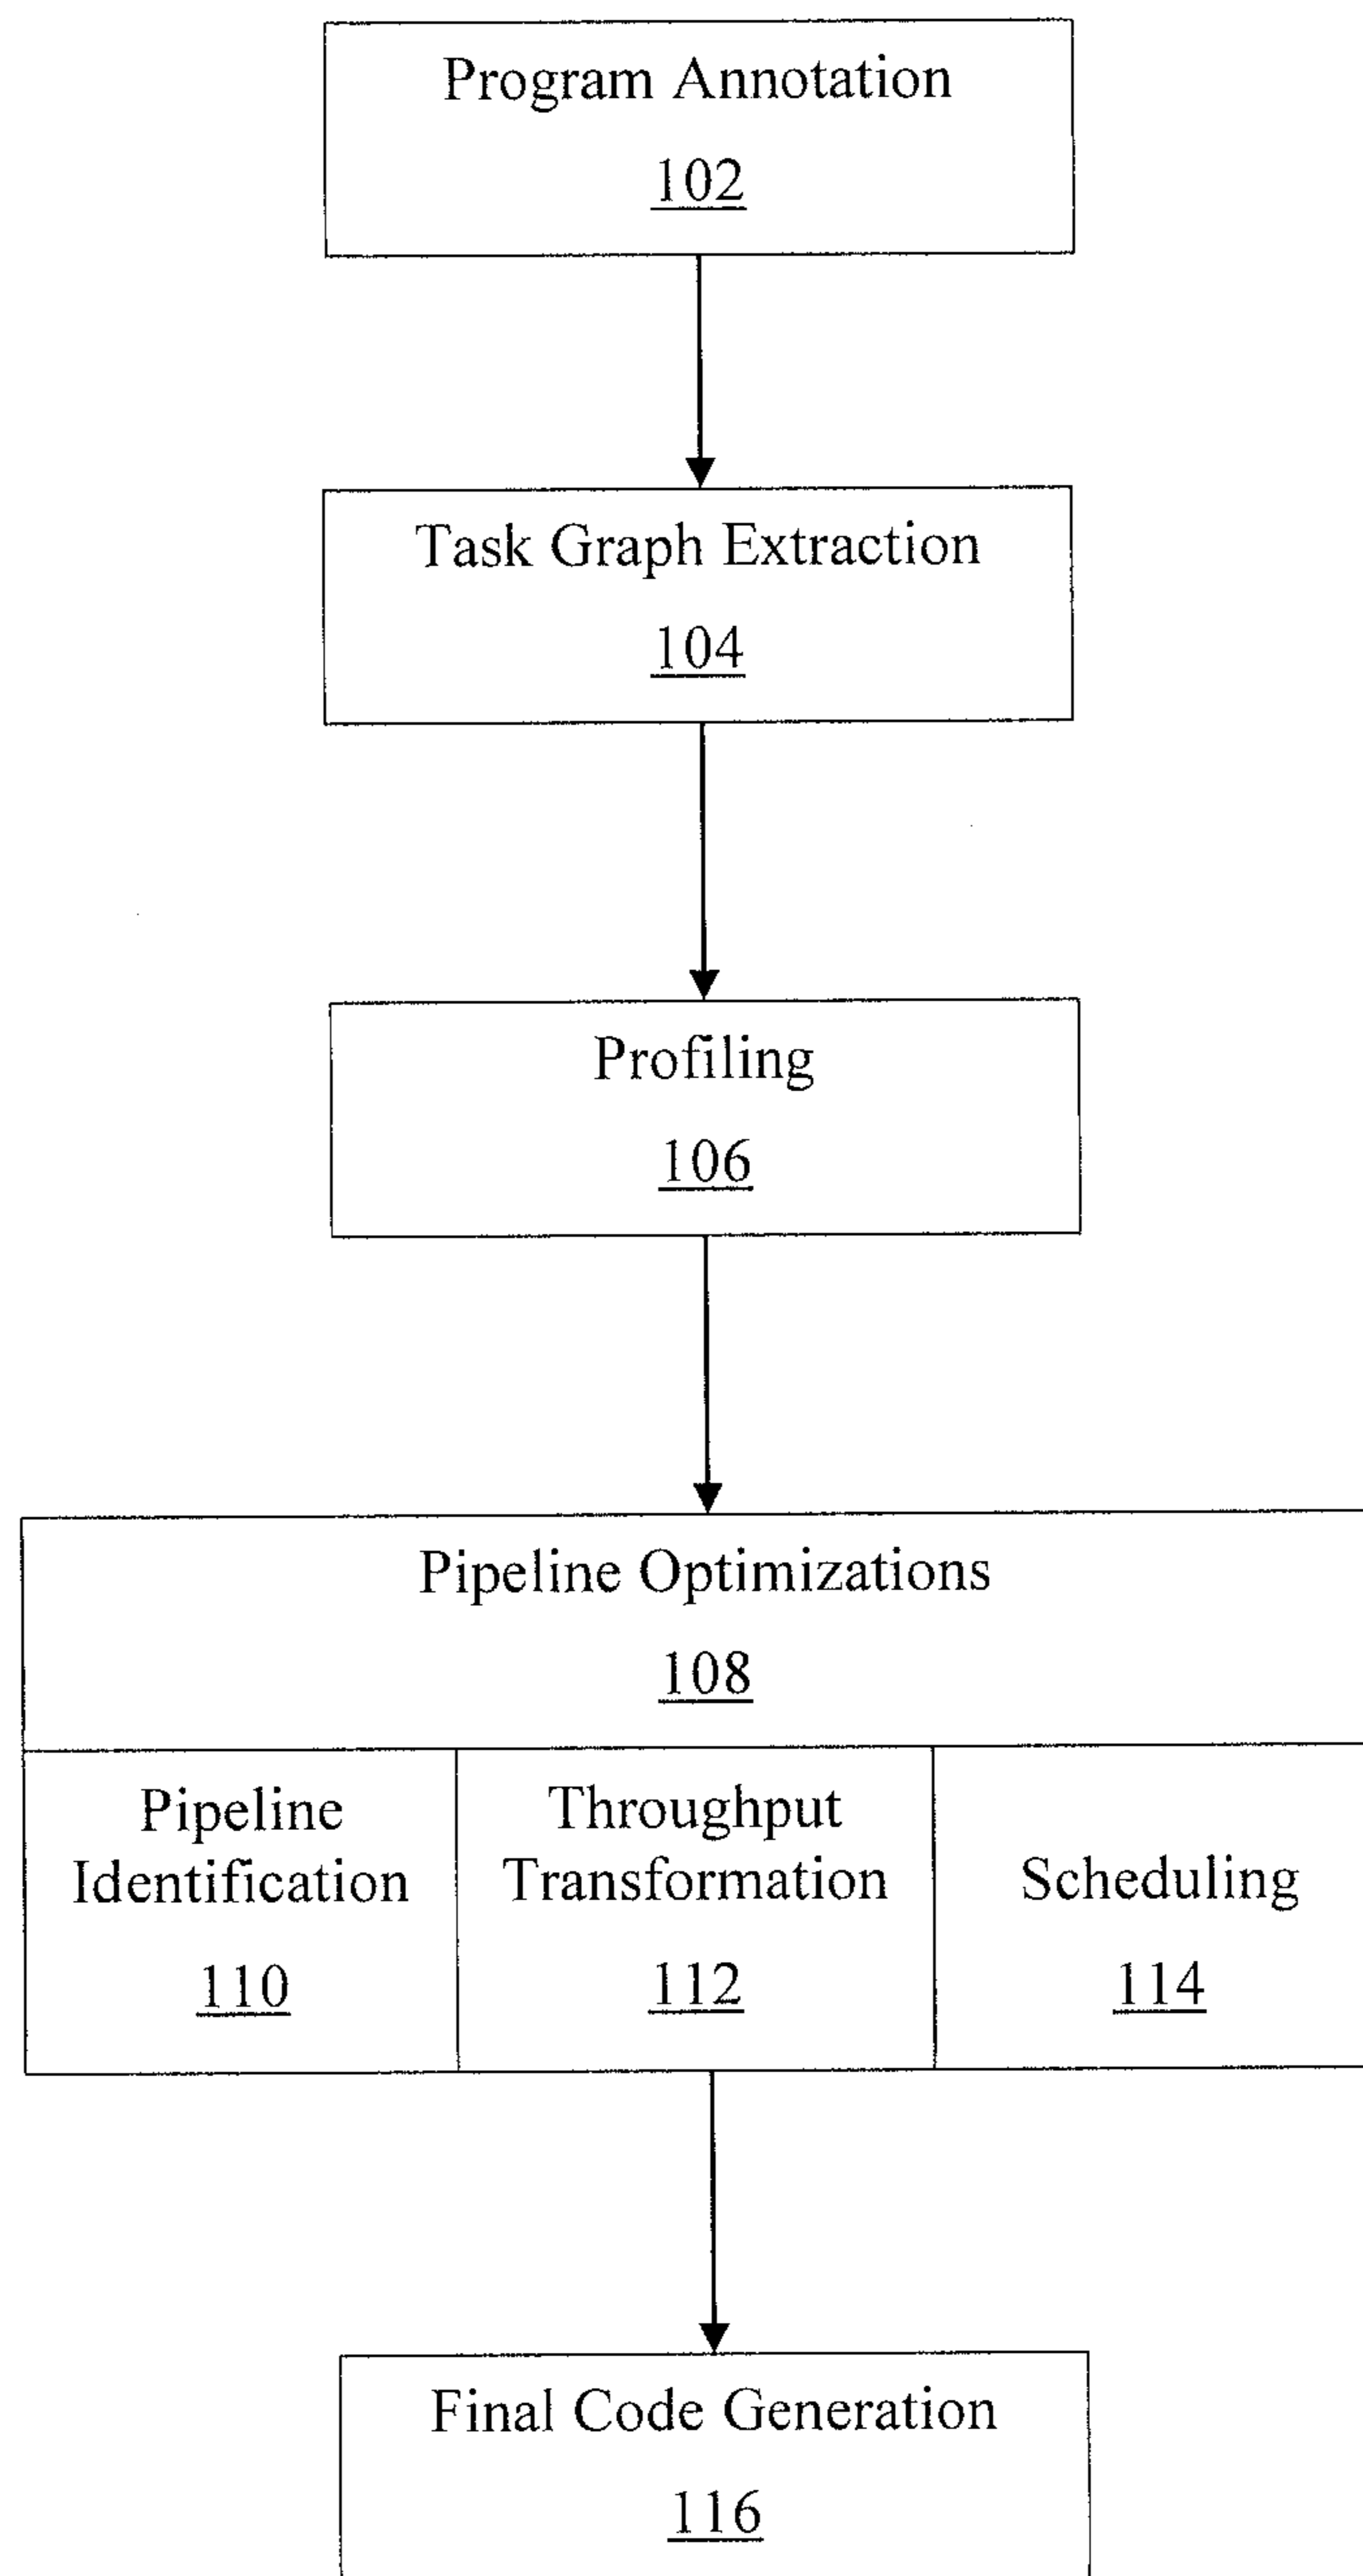 Program Annotation
102
Task Graph Extraction
104
Profiling
106
Pipeline Optimizations
108
Pipeline
Identification
110
Throughput
Transformation
112
Scheduling
114
Final Code Generation
116